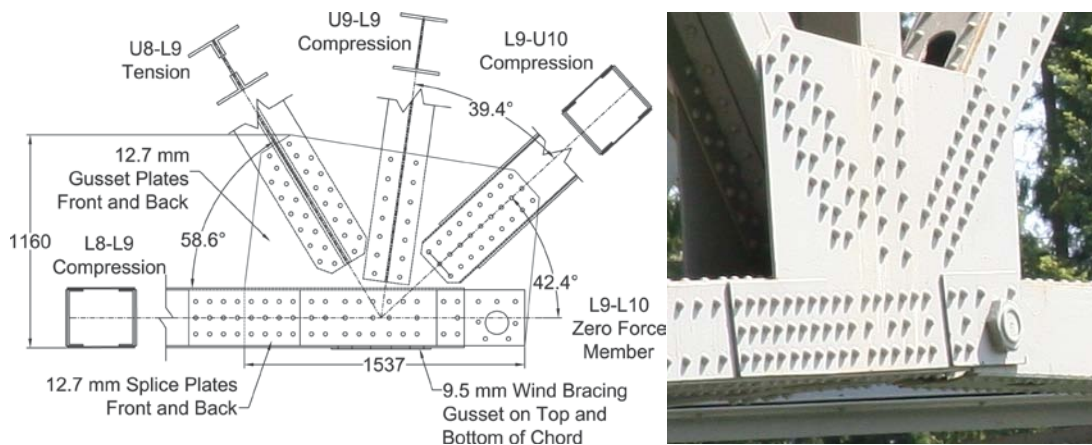 U8-L9
Tension
U9-L9
Compression
L9-U10
Compression
39.4°
12.7 mm
Gusset Plates
Front and Back
1160
58.6°
L8-L9
Compression
42.4°
L9-L10
Zero Force
Member
1537
12.7 mm Splice Plates
Front and Back
9.5 mm Wind Bracing
Gusset on Top and
Bottom of Chord